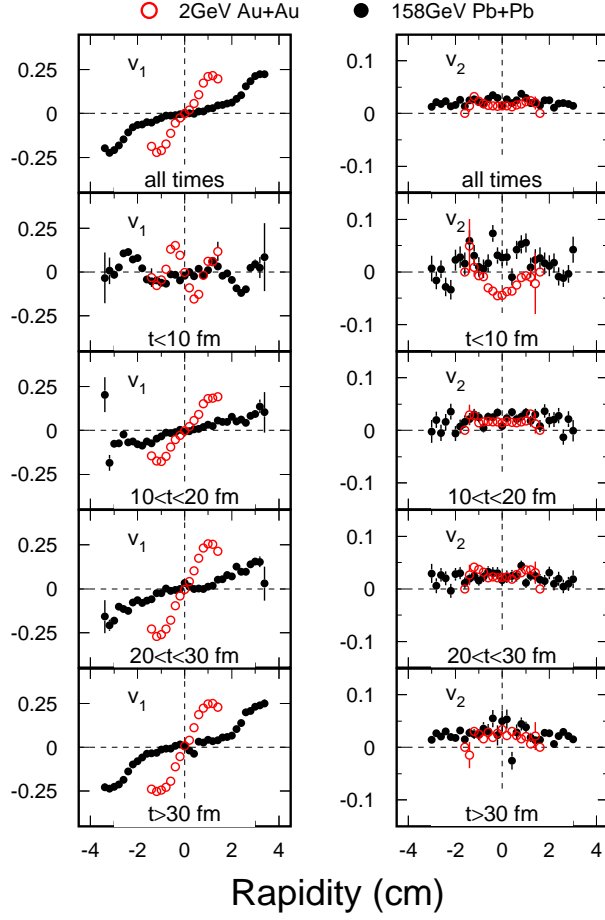 2GeV Au+Au 158GeV Pb+Pb
v1 v2
0.25 0.1
0 0
-0.25 -0.1
all times all times
v1 v2
0.25 0.1
0 0
-0.25 -0.1
t<10 fm t<10 fm
v1 v2
0.25 0.1
0 0
-0.25 -0.1
10<t<20 fm 10<t<20 fm
v1 v2
0.25 0.1
0 0
-0.25 -0.1
20<t<30 fm 20<t<30 fm
v1 v2
0.25 0.1
0 0
-0.25 -0.1
t>30 fm t>30 fm
-4 -2 0 2 4 -4 -2 0 2 4
Rapidity (cm)